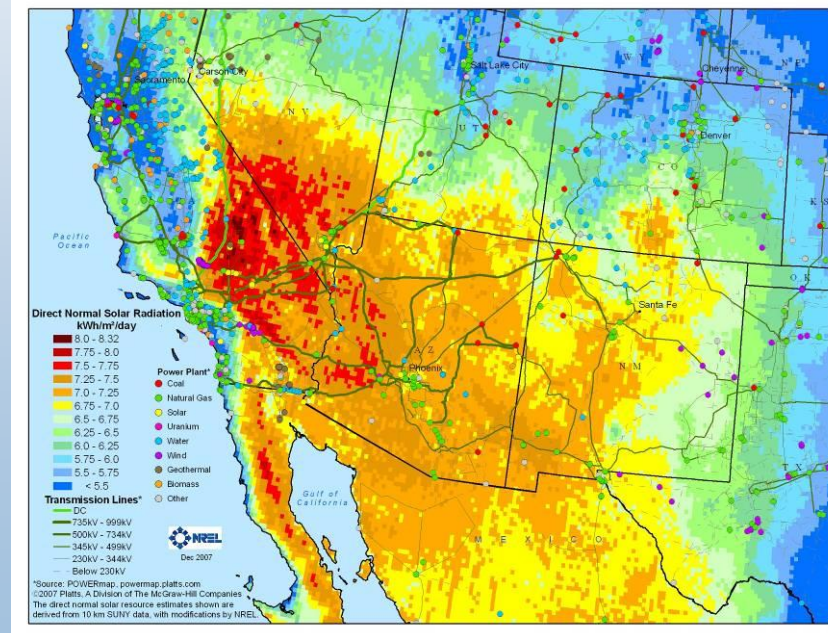 Sacramento
Carson City
N V
U T
Salt Lake City
W Y
Cheyenne
N E
Denver
C O
K S
C A
Pacific
Ocean
O K
Santa Fe
A Z
Phoenix
N M
T X
Gulf of
California
M E X I C O
Direct Normal Solar Radiation
kWh/m²/day
8.0 - 8.32
7.75 - 8.0
7.5 - 7.75
7.25 - 7.5
7.0 - 7.25
6.75 - 7.0
6.5 - 6.75
6.25 - 6.5
6.0 - 6.25
5.75 - 6.0
5.5 - 5.75
< 5.5
Power Plant*
Coal
Natural Gas
Solar
Uranium
Water
Wind
Geothermal
Biomass
Other
Transmission Lines*
DC
735kV - 999kV
500kV - 734kV
345kV - 499kV
230kV - 344kV
Below 230kV
NREL
Dec 2007
*Source: POWERmap, powermap.platts.com
©2007 Platts, A Division of The McGraw-Hill Companies
The direct normal solar resource estimates shown are
derived from 10 km SUNY data, with modifications by NREL.